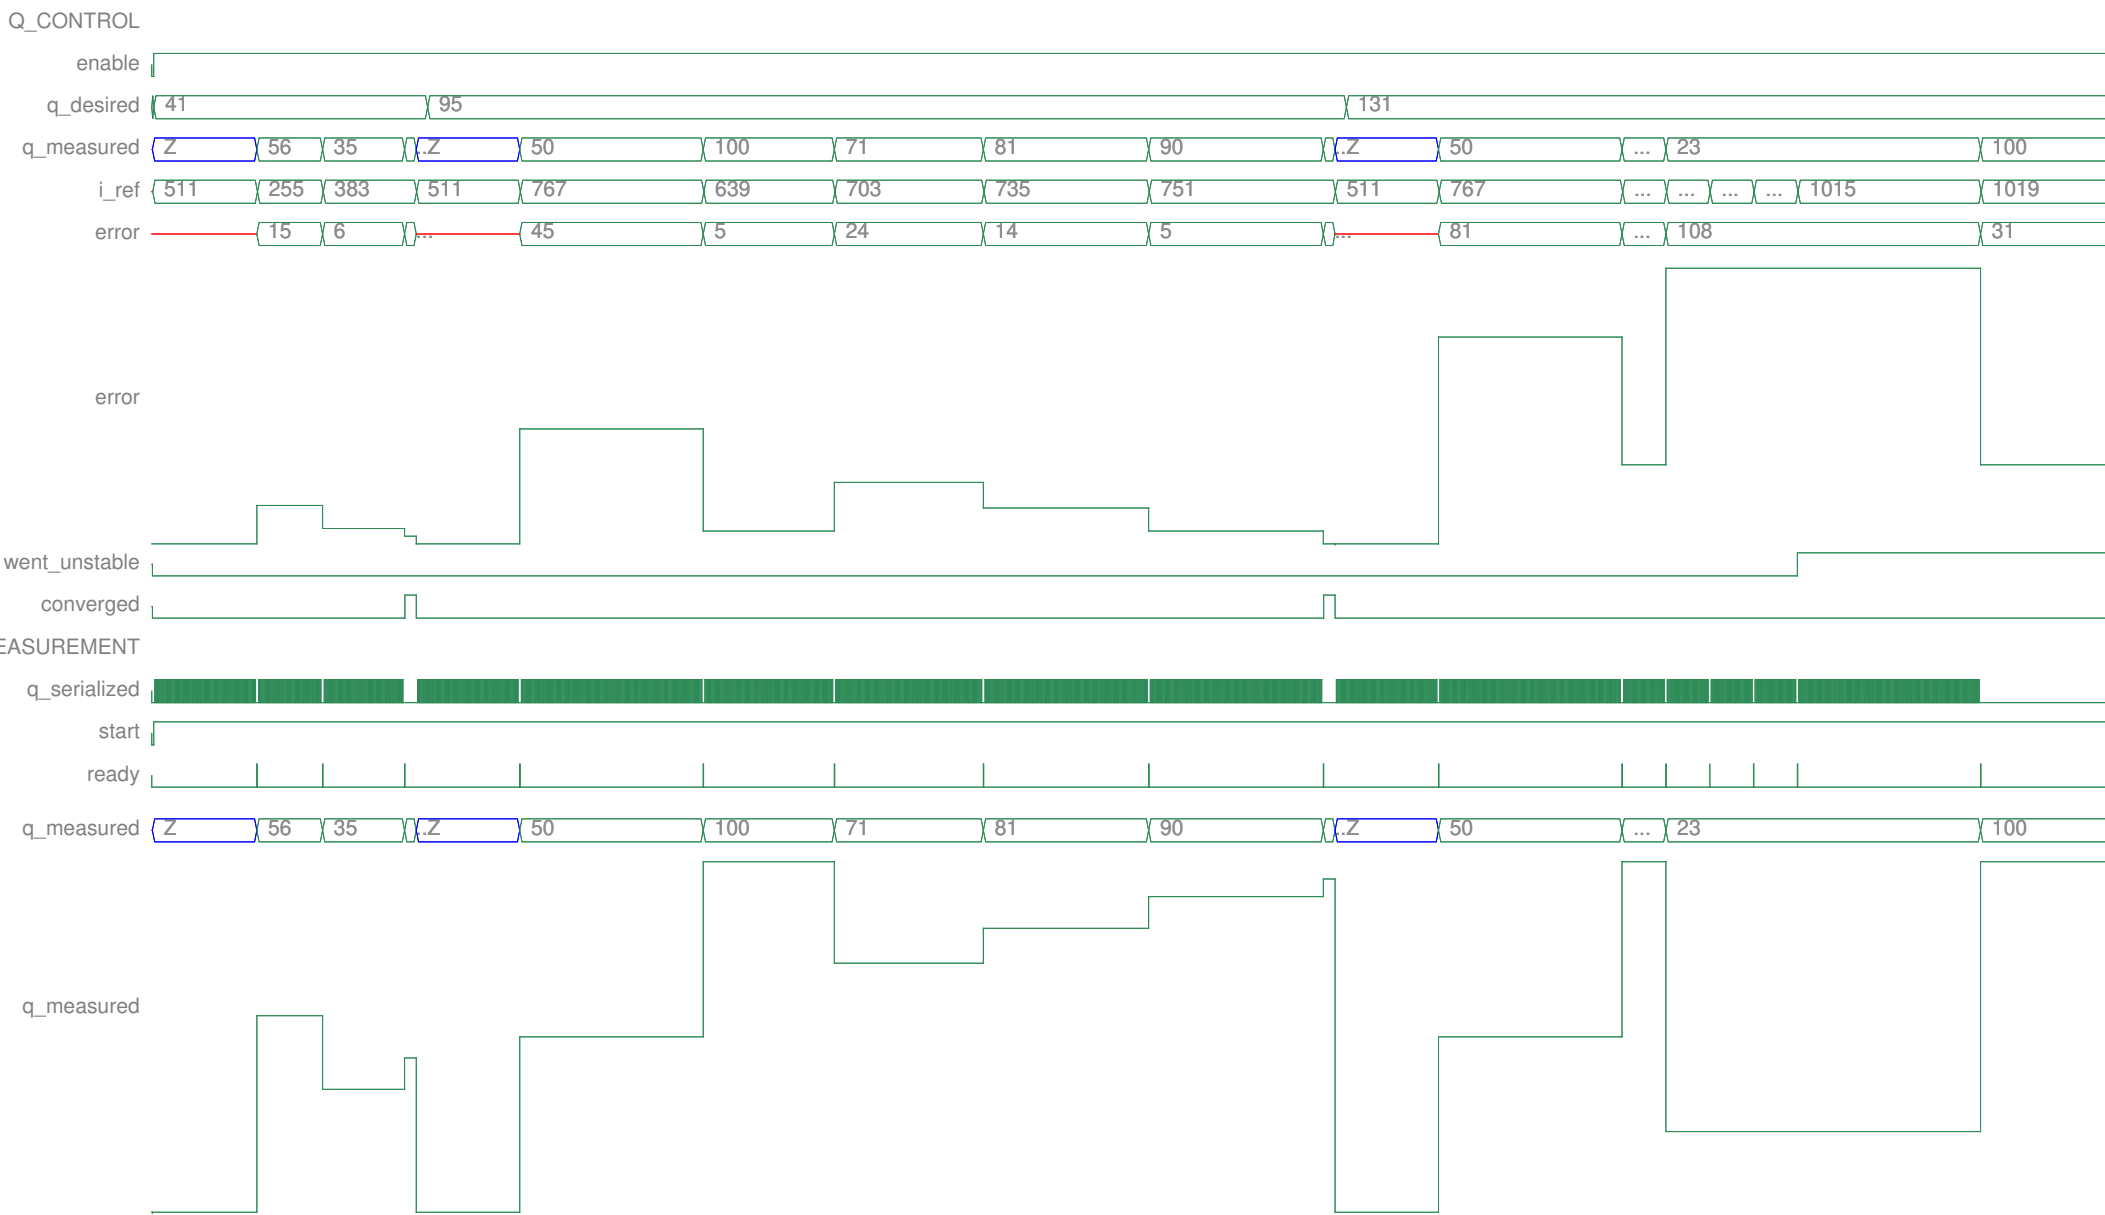 Q_CONTROL
enable
q_desired 41 95 131
q_measured Z 56 35 ..Z 50 100 71 81 90 ..Z 50 ... 23 100
i_ref 511 255 383 511 767 639 703 735 751 511 767 ... ... ... ... 1015 1019
error 15 6 ... 45 5 24 14 5 ... 81 ... 108 31
error
went_unstable
converged
EASUREMENT
q_serialized
start
ready
q_measured Z 56 35 ..Z 50 100 71 81 90 ..Z 50 ... 23 100
q_measured